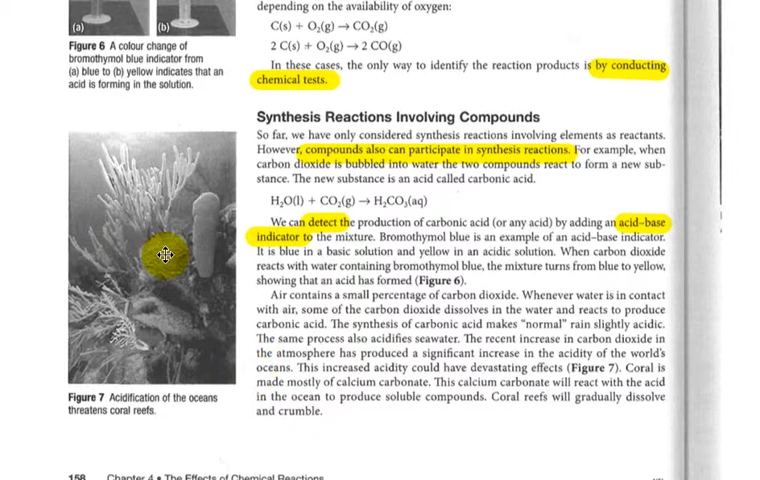 (a)
(b)
Figure 6 A colour change of
bromothymol blue indicator from
(a) blue to (b) yellow indicates that an
acid is forming in the solution.
depending on the availability of oxygen:
C(s) + O₂(g) → CO₂(g)
2 C(s) + O₂(g) → 2 CO(g)
In these cases, the only way to identify the reaction products is by conducting
chemical tests.
Synthesis Reactions Involving Compounds
So far, we have only considered synthesis reactions involving elements as reactants.
However, compounds also can participate in synthesis reactions. For example, when
carbon dioxide is bubbled into water the two compounds react to form a new sub-
stance. The new substance is an acid called carbonic acid.
H₂O(l) + CO₂(g) → H₂CO₃(aq)
We can detect the production of carbonic acid (or any acid) by adding an acid–base
indicator to the mixture. Bromothymol blue is an example of an acid–base indicator.
It is blue in a basic solution and yellow in an acidic solution. When carbon dioxide
reacts with water containing bromothymol blue, the mixture turns from blue to yellow,
showing that an acid has formed (Figure 6).
Air contains a small percentage of carbon dioxide. Whenever water is in contact
with air, some of the carbon dioxide dissolves in the water and reacts to produce
carbonic acid. The synthesis of carbonic acid makes "normal" rain slightly acidic.
The same process also acidifies seawater. The recent increase in carbon dioxide in
the atmosphere has produced a significant increase in the acidity of the world's
oceans. This increased acidity could have devastating effects (Figure 7). Coral is
made mostly of calcium carbonate. This calcium carbonate will react with the acid
in the ocean to produce soluble compounds. Coral reefs will gradually dissolve
and crumble.
Figure 7 Acidification of the oceans
threatens coral reefs.
158 Chapter 4 • The Effects of Chemical Reactions